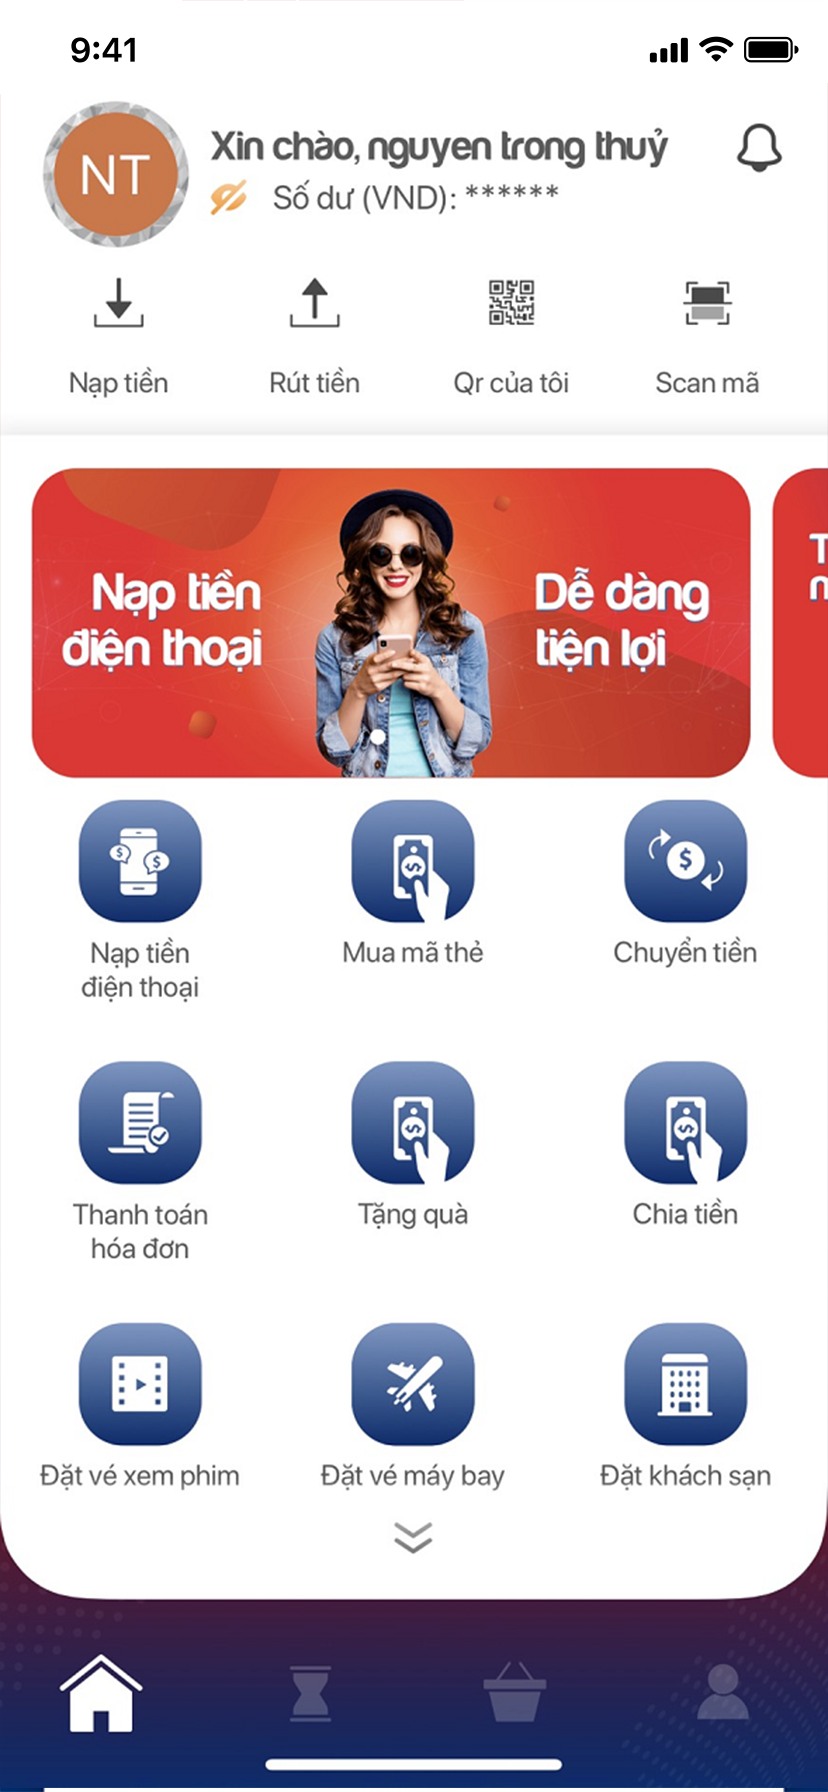 9:41
NT
Xin chào, nguyen trong thuỷ
Số dư (VND): ******
Nạp tiền
Rút tiền
Qr của tôi
Scan mã
Nạp tiền
điện thoại
Dễ dàng
tiện lợi
Nạp tiền
điện thoại
Mua mã thẻ
Chuyển tiền
Thanh toán
hóa đơn
Tặng quà
Chia tiền
Đặt vé xem phim
Đặt vé máy bay
Đặt khách sạn